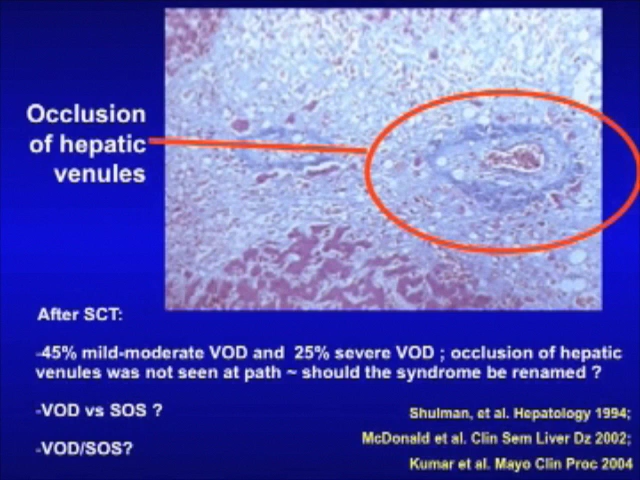 Occlusion
of hepatic
venules
After SCT:
-45% mild-moderate VOD and 25% severe VOD ; occlusion of hepatic
venules was not seen at path ~ should the syndrome be renamed ?
-VOD vs SOS ?
-VOD/SOS?
Shulman, et al. Hepatology 1994;
McDonald et al. Clin Sem Liver Dz 2002;
Kumar et al. Mayo Clin Proc 2004